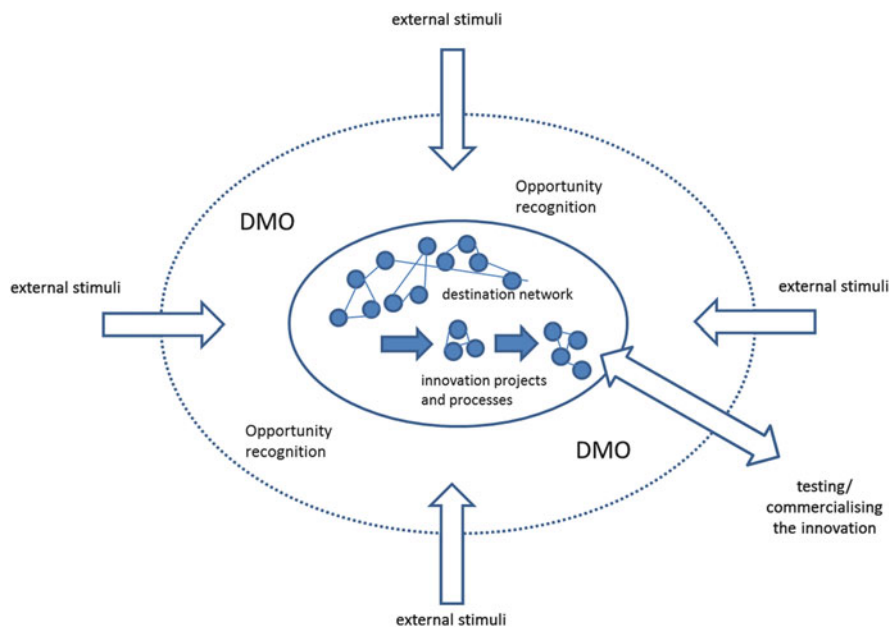 external stimuli
Opportunity
recognition
DMO
destination network
external stimuli
external stimuli
innovation projects
and processes
Opportunity
recognition
DMO
testing/
commercialising
the innovation
external stimuli